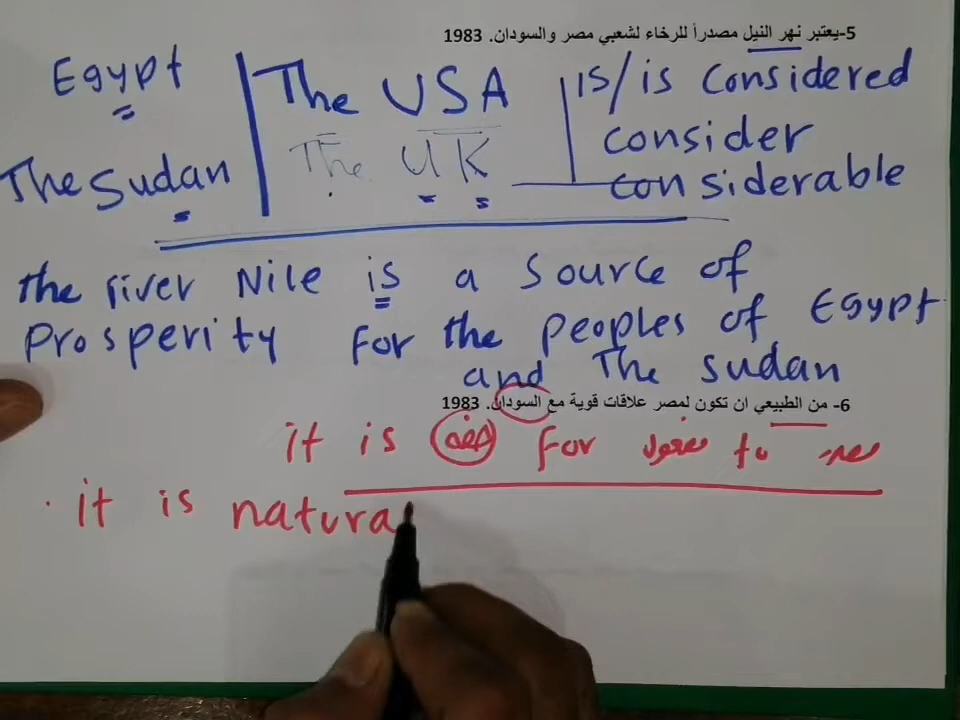 5-يعتبر نهر النيل مصدراً للرخاء لشعبي مصر والسودان. 1983
Egypt
The Sudan
The USA
The UK
is/is Considered
consider
considerable
the river Nile is a source of
prosperity For the peoples of Egypt
and The sudan
6- من الطبيعي ان تكون لمصر علاقات قوية مع السودان. 1983
it is صفه for مفعول to مصدر
it is natura